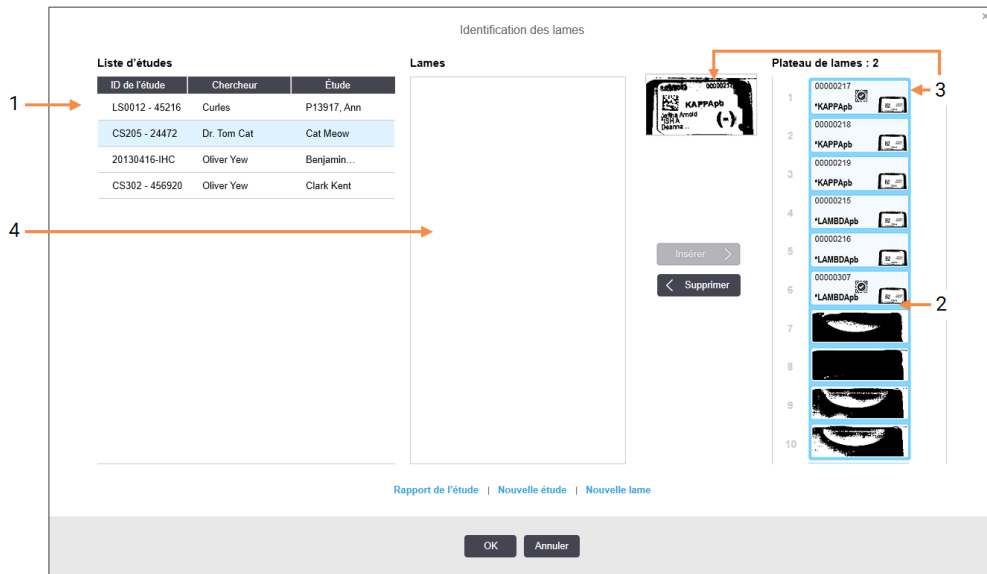 Identification des lames
Liste d'études
ID de l'étude Chercheur Étude
LS0012 - 45216 Curles P13917, Ann
CS205 - 24472 Dr. Tom Cat Cat Meow
20130416-IHC Oliver Yew Benjamin...
CS302 - 456920 Oliver Yew Clark Kent
1
4
Lames
KAPPApb
Arnold
ISH A
Deanna...
(-)
Insérer
Supprimer
Plateau de lames : 2
1
00000217
*KAPPApb
2
00000218
*KAPPApb
3
00000219
*KAPPApb
4
00000215
*LAMBDApb
5
00000216
*LAMBDApb
6
00000307
*LAMBDApb
7
8
9
10
3
2
Rapport de l'étude | Nouvelle étude | Nouvelle lame
OK Annuler